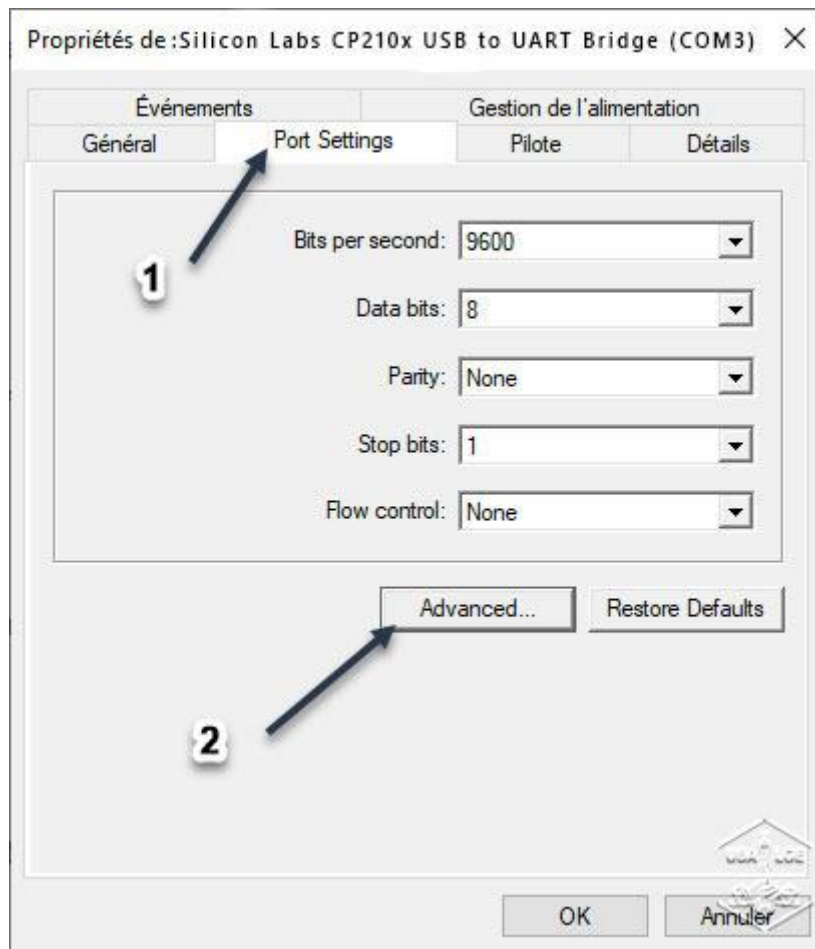 Propriétés de :Silicon Labs CP210x USB to UART Bridge (COM3)
Événements Gestion de l'alimentation
Général Port Settings Pilote Détails
1
Bits per second: 9600
Data bits: 8
Parity: None
Stop bits: 1
Flow control: None
Advanced... Restore Defaults
2
OK Annuler